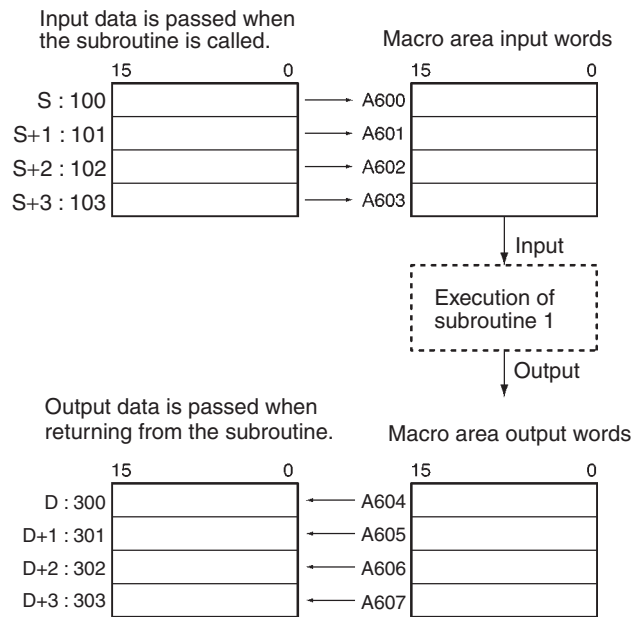 Input data is passed when
the subroutine is called.
Macro area input words
15 0 15 0
S : 100 A600
S+1 : 101 A601
S+2 : 102 A602
S+3 : 103 A603
Input
Execution of
subroutine 1
Output
Output data is passed when
returning from the subroutine.
Macro area output words
15 0 15 0
D : 300 A604
D+1 : 301 A605
D+2 : 302 A606
D+3 : 303 A607